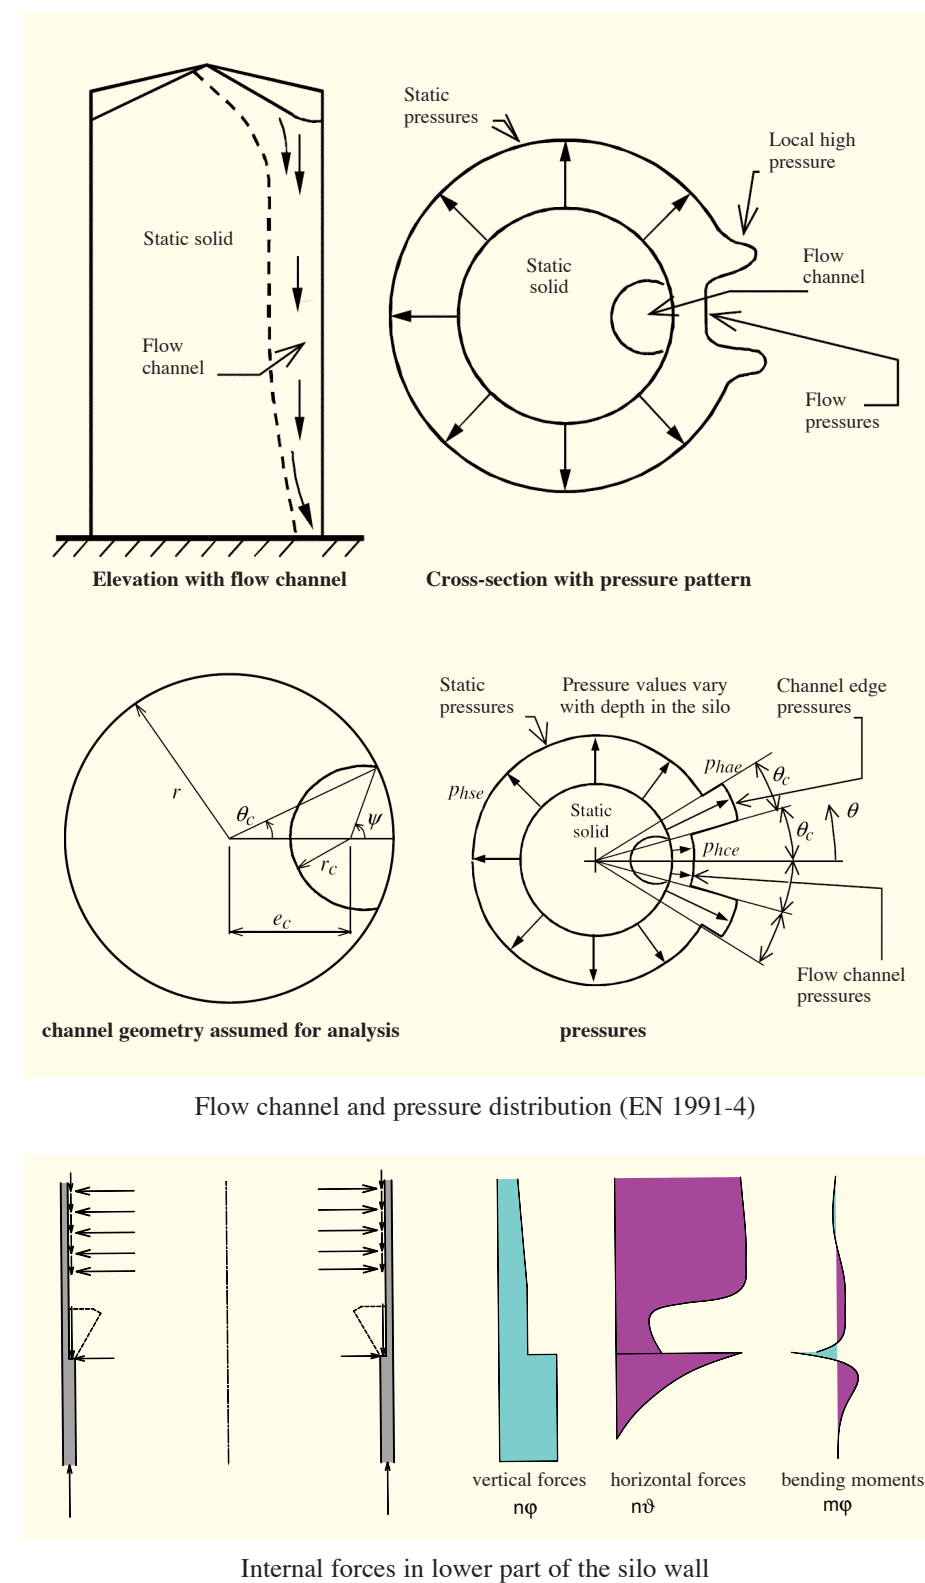 Static
pressures
Local high
pressure
Static solid
Static
solid
Flow
channel
Flow
channel
Flow
pressures
Elevation with flow channel
Cross-section with pressure pattern
Static
pressures
Pressure values vary
with depth in the silo
Channel edge
pressures
phae
θc
phse
r
θc
ψ
Static
solid
θ
θc
phce
rc
ec
Flow channel
pressures
channel geometry assumed for analysis
pressures
Flow channel and pressure distribution (EN 1991-4)
vertical forces
nφ
horizontal forces
nϑ
bending moments
mφ
Internal forces in lower part of the silo wall